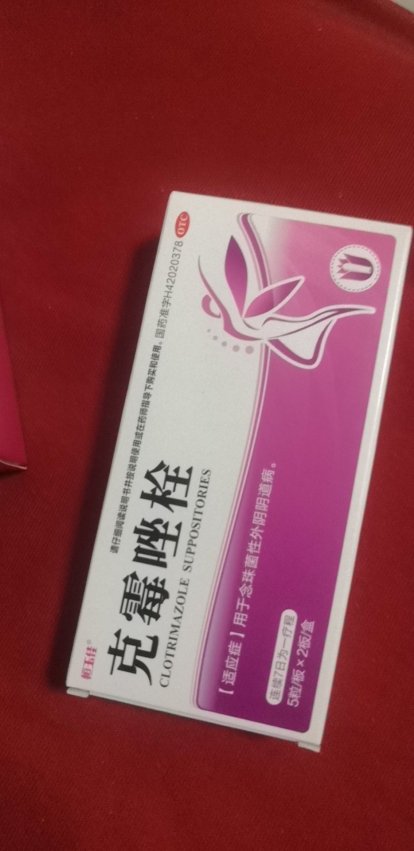 请仔细阅读说明书并按说明使用或在药师指导下购买和使用。
国药准字H42020378
OTC
恒玉佳®
克霉唑栓
CLOTRIMAZOLE SUPPOSITORIES
【适应症】用于念珠菌性外阴阴道病。
连续7日为一疗程
5粒/板×2板/盒